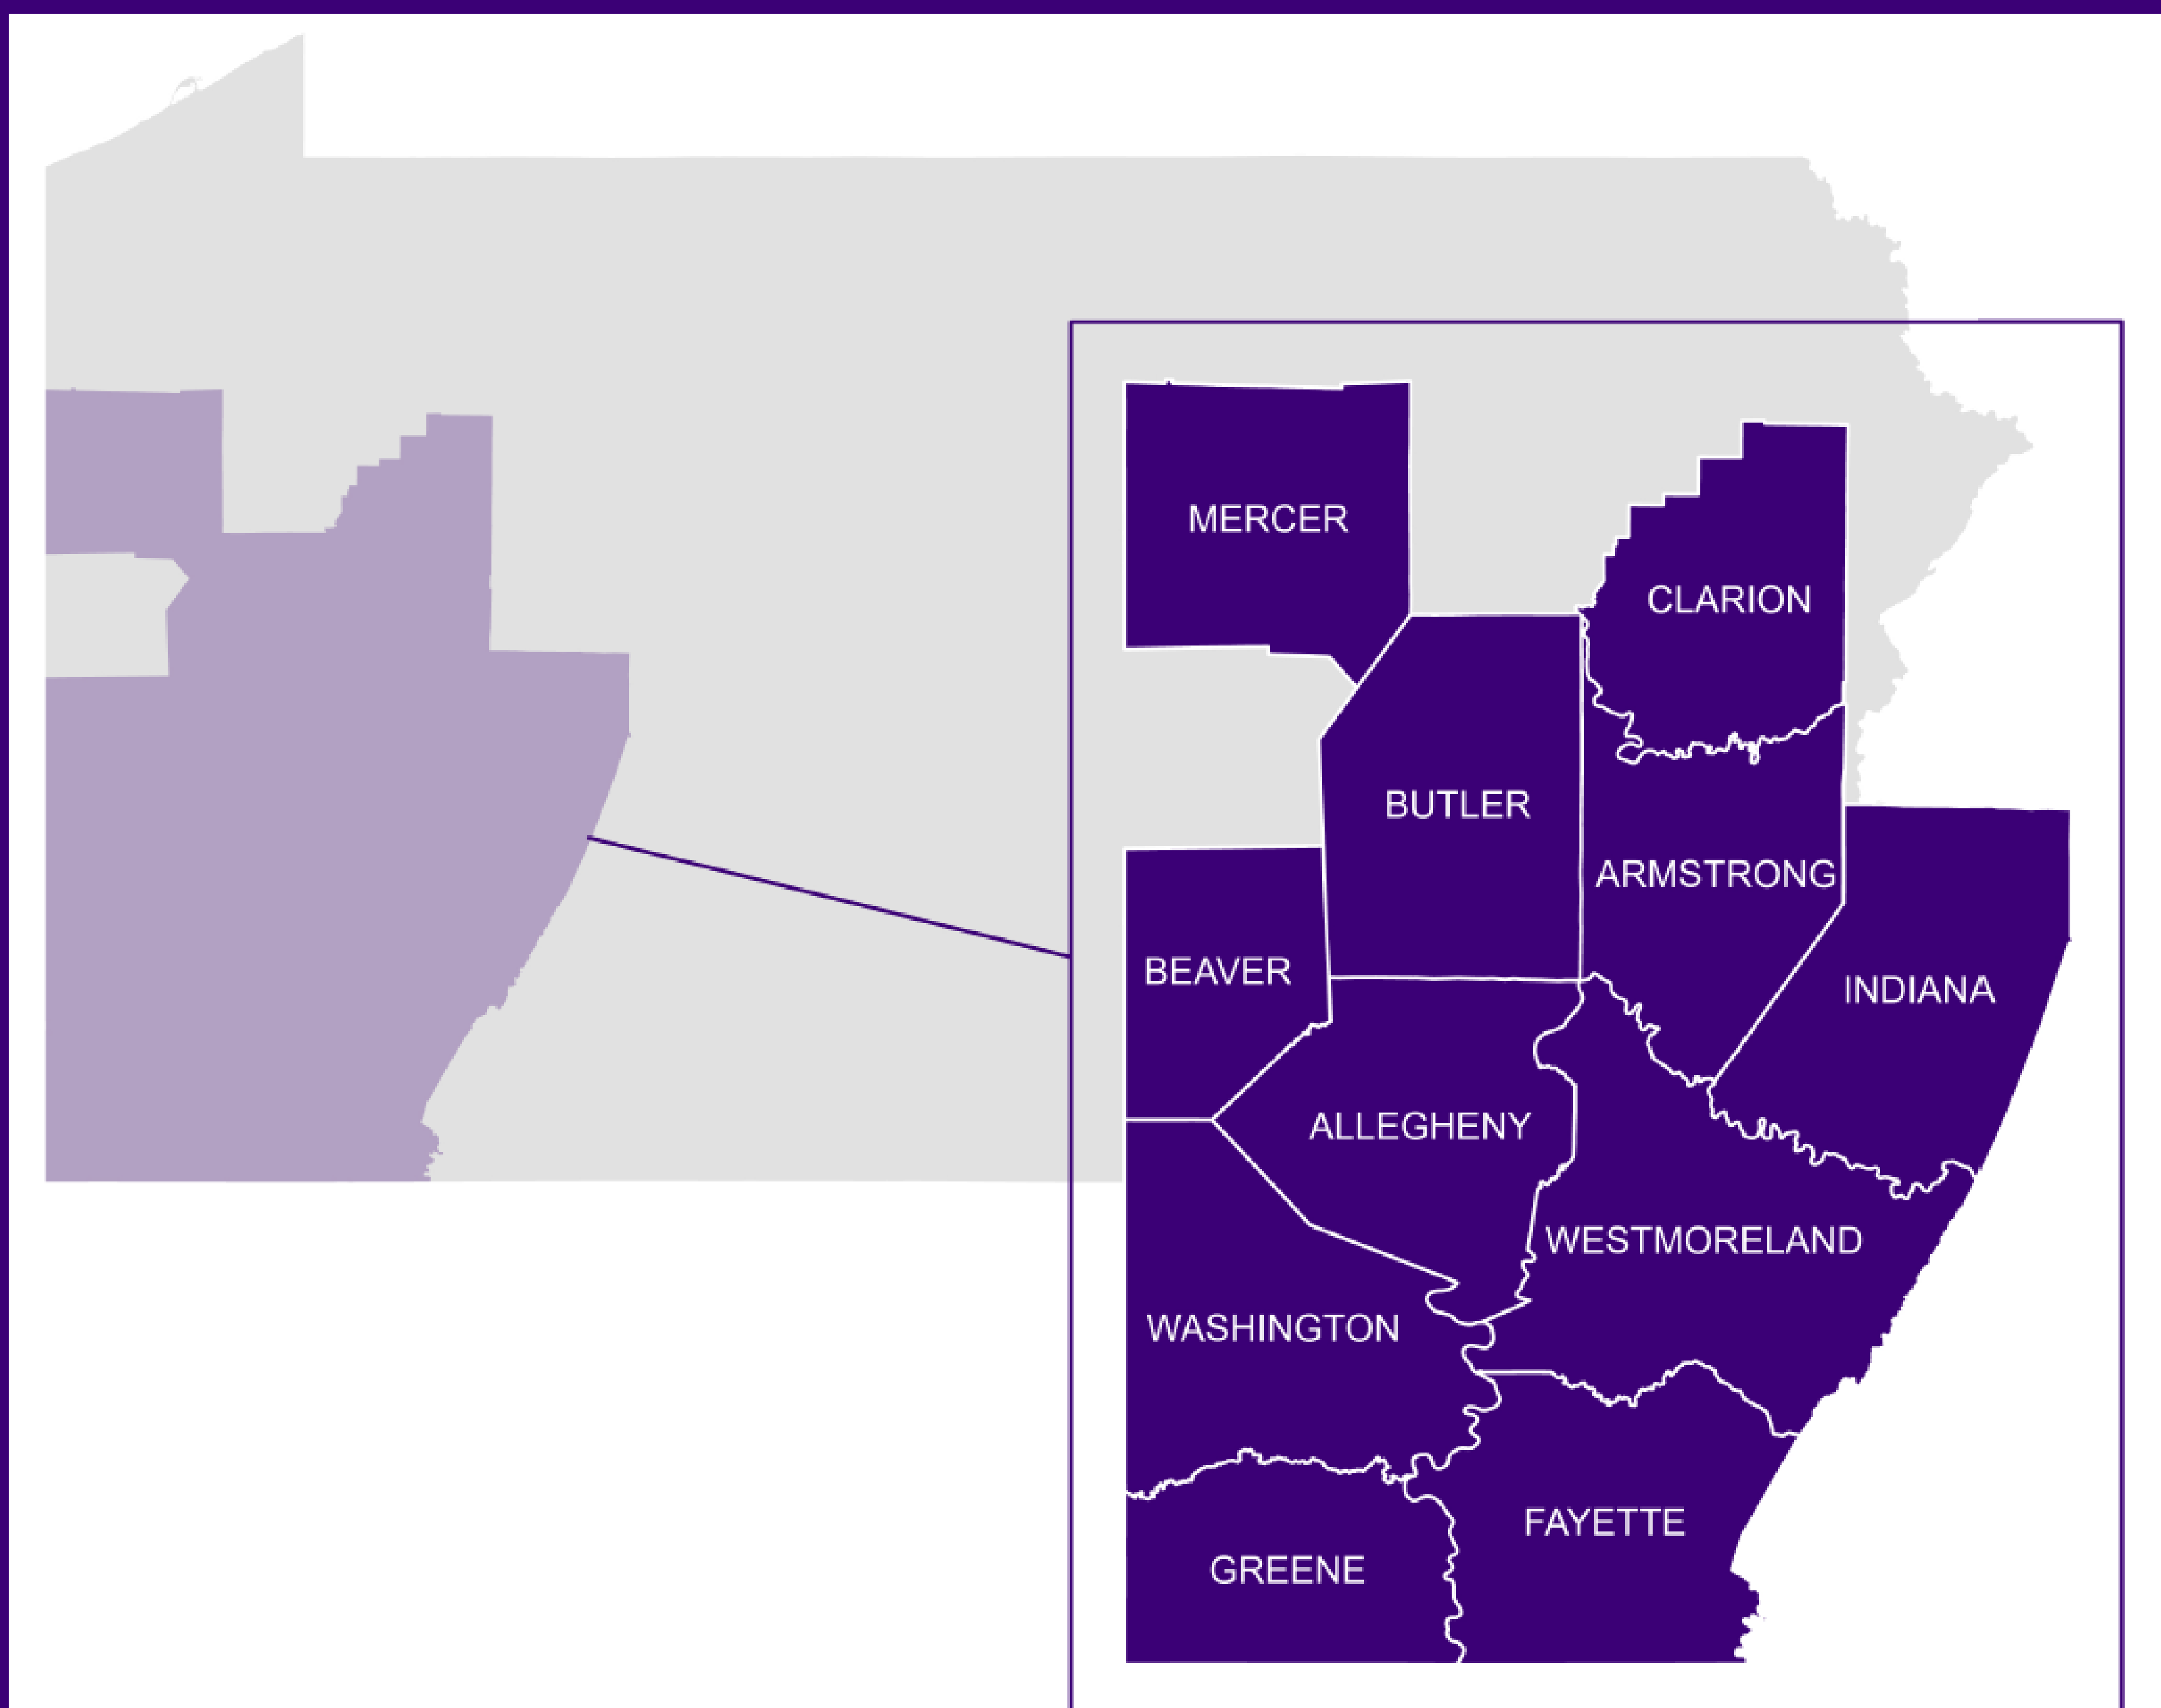 MERCER
CLARION
BUTLER
ARMSTRONG
BEAVER
INDIANA
ALLEGHENY
WESTMORELAND
WASHINGTON
FAYETTE
GREENE